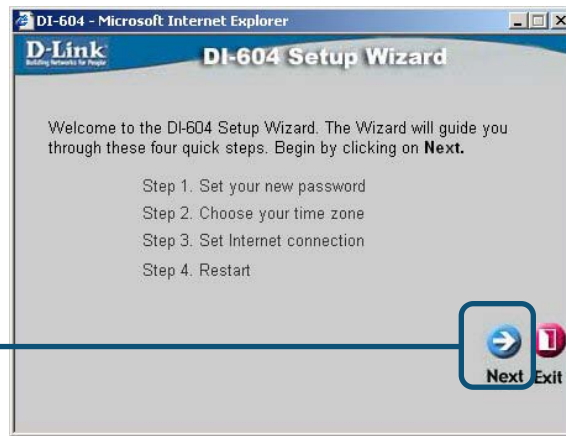 DI-604 - Microsoft Internet Explorer
D-Link
Building Networks for People
DI-604 Setup Wizard
Welcome to the DI-604 Setup Wizard. The Wizard will guide you
through these four quick steps. Begin by clicking on Next.
Step 1. Set your new password
Step 2. Choose your time zone
Step 3. Set Internet connection
Step 4. Restart
Next Exit